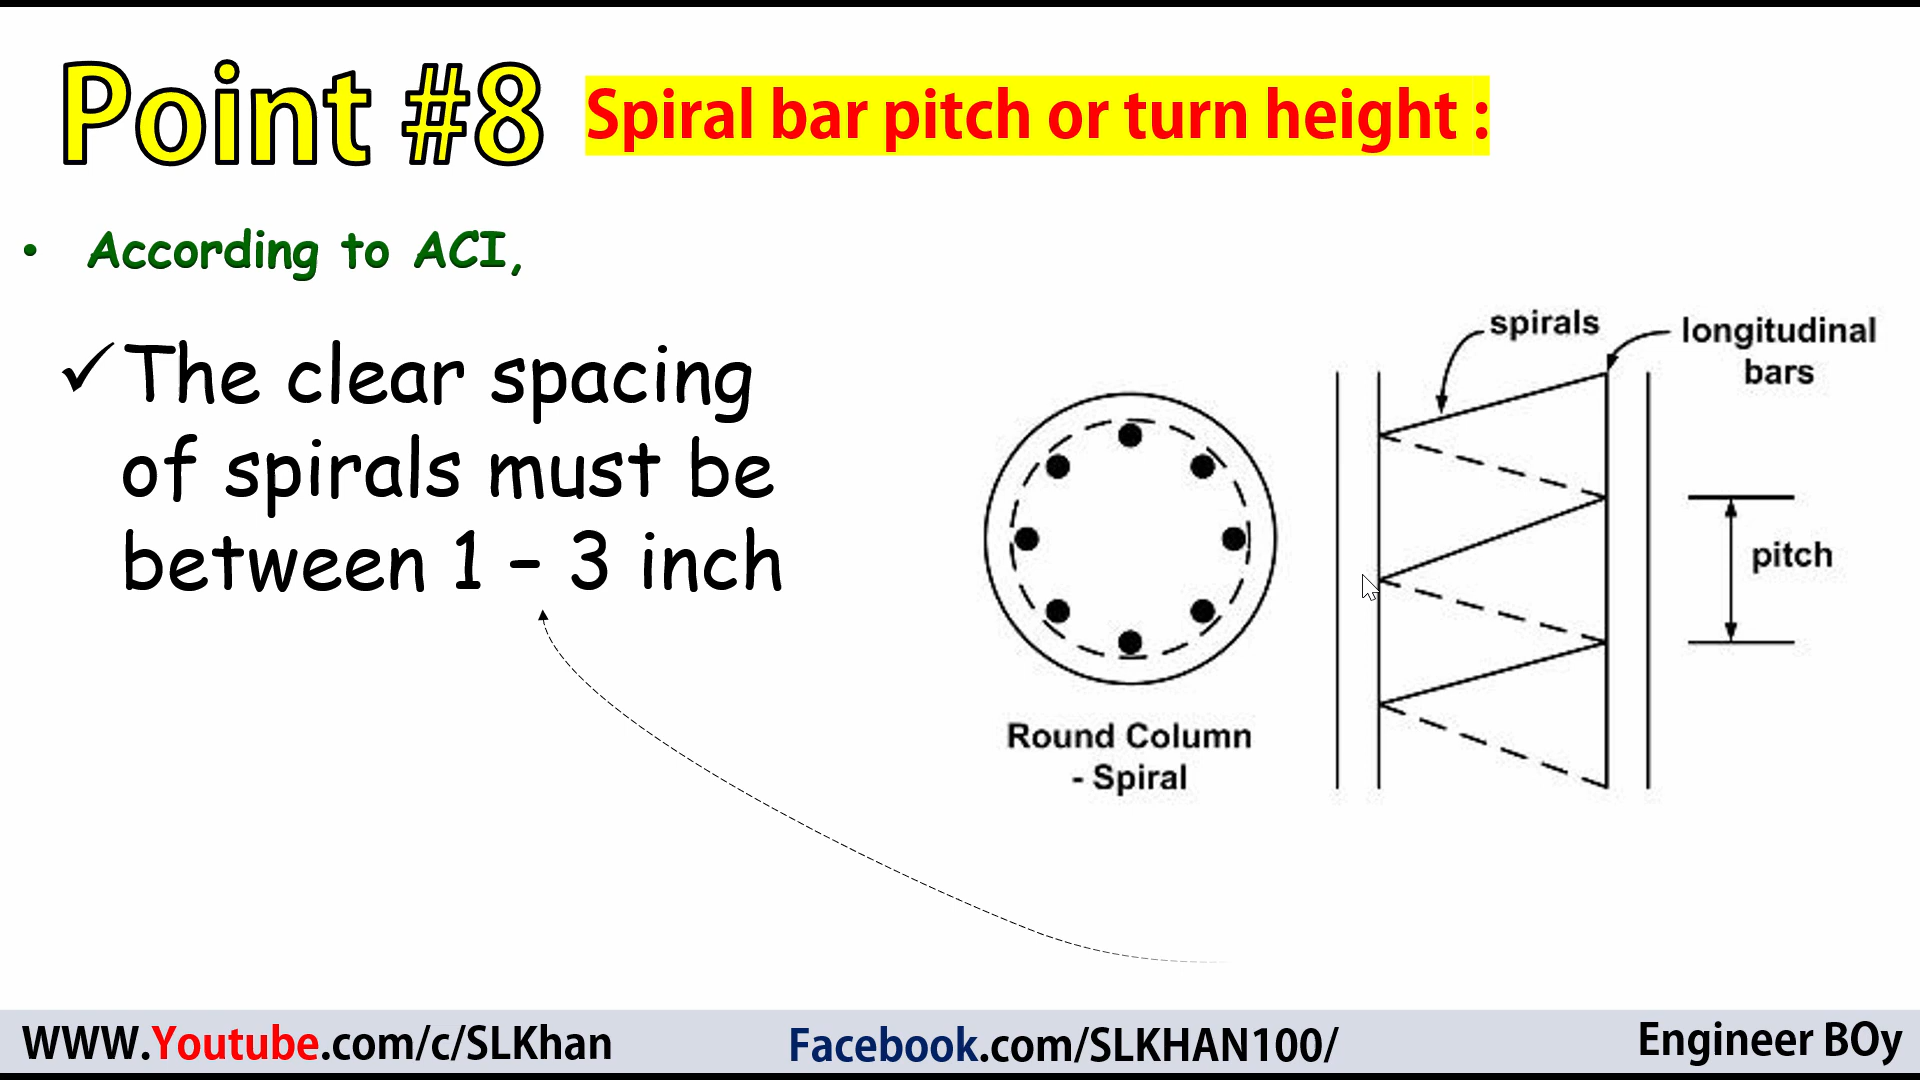 Point #8
Spiral bar pitch or turn height :
• According to ACI,
✓ The clear spacing
of spirals must be
between 1 – 3 inch
spirals
longitudinal
bars
pitch
Round Column
- Spiral
WWW.Youtube.com/c/SLKhan
Facebook.com/SLKHAN100/
Engineer BOy